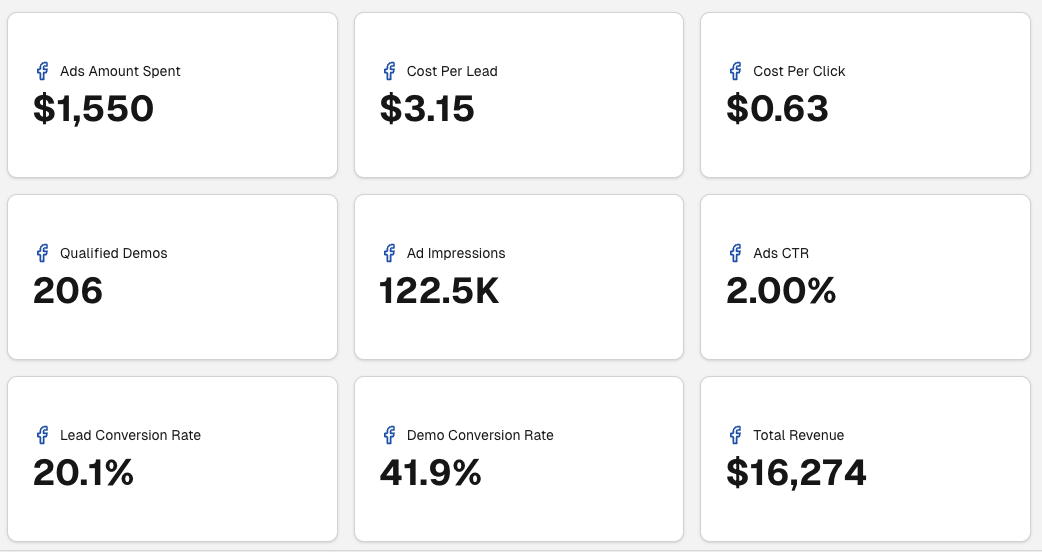 Ads Amount Spent
$1,550
Cost Per Lead
$3.15
Cost Per Click
$0.63
Qualified Demos
206
Ad Impressions
122.5K
Ads CTR
2.00%
Lead Conversion Rate
20.1%
Demo Conversion Rate
41.9%
Total Revenue
$16,274